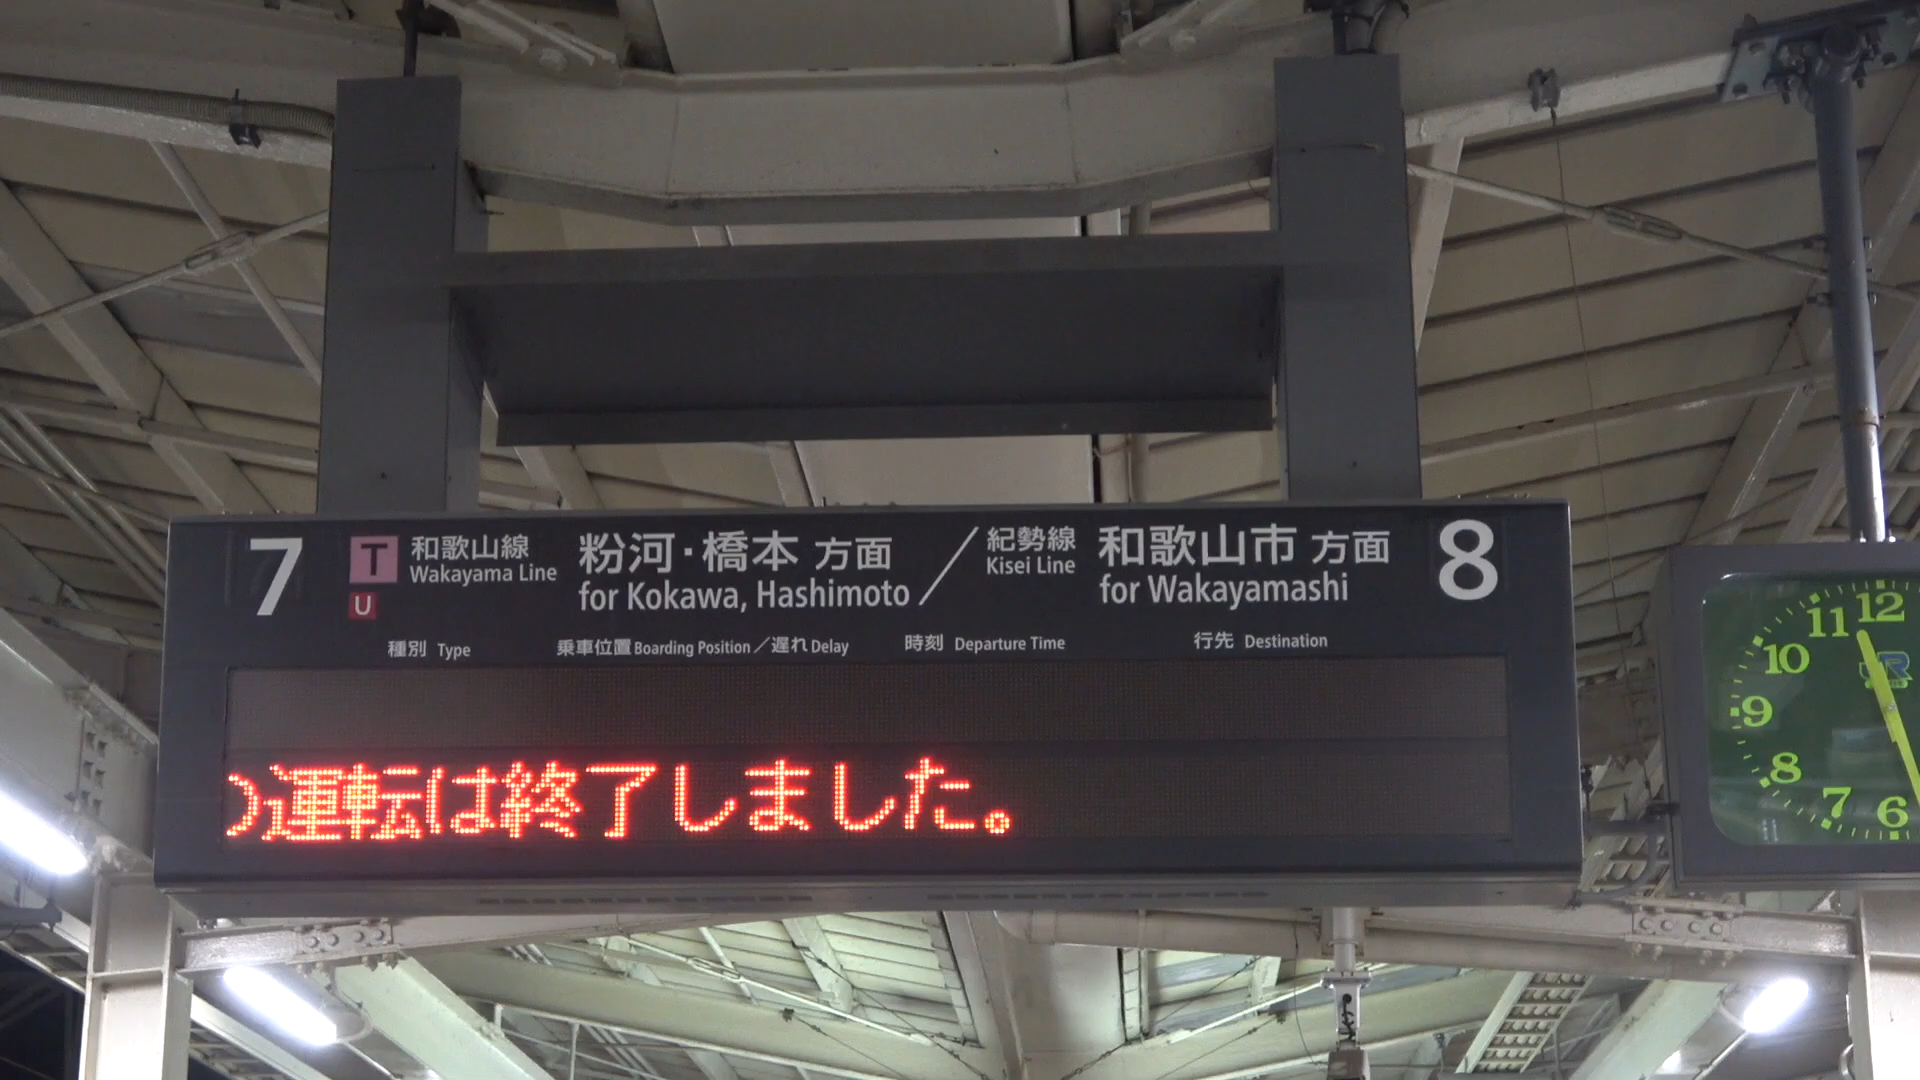 7 T 和歌山線 粉河・橋本 方面 / 紀勢線 和歌山市 方面 8
U Wakayama Line for Kokawa, Hashimoto Kisei Line for Wakayamashi
種別 Type 乗車位置 Boarding Position／遅れ Delay 時刻 Departure Time 行先 Destination
運転は終了しました。
12
11
10
9
8
7
6
JR